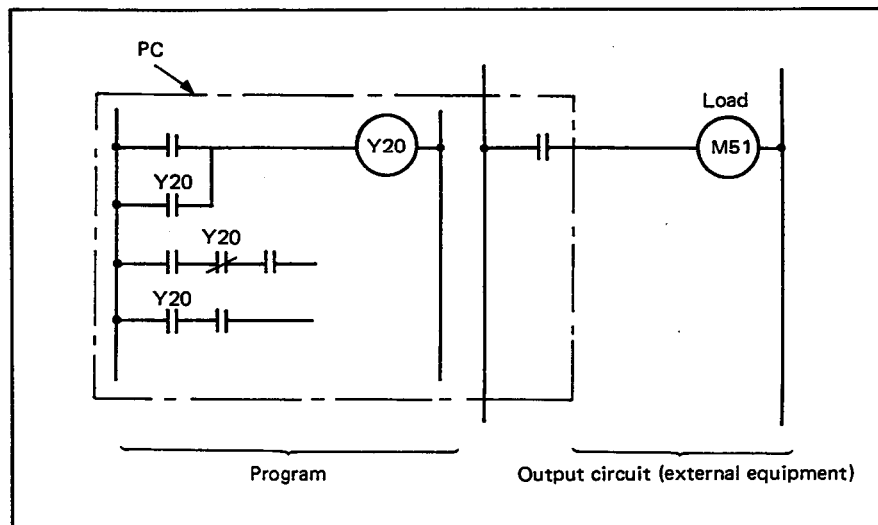 PC
Load
Y20
M51
Y20
Y20
Y20
Program
Output circuit (external equipment)